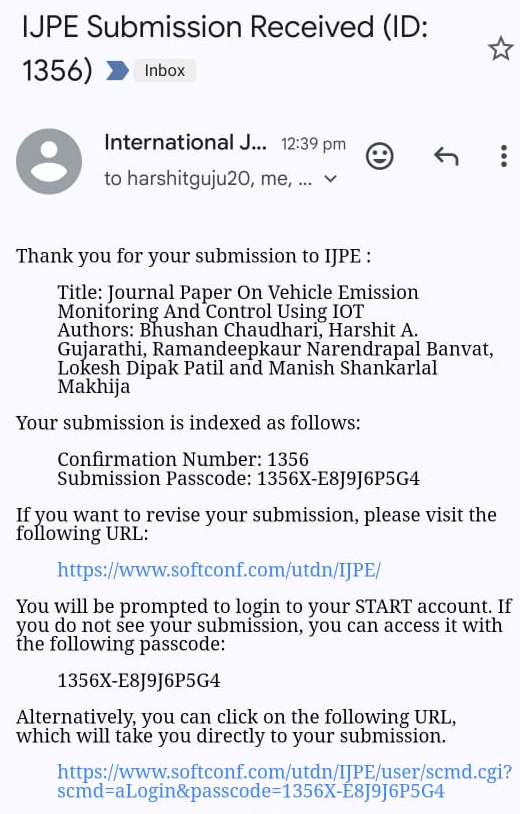 IJPE Submission Received (ID:
1356) Inbox
International J... 12:39 pm
to harshitguju20, me, ...
Thank you for your submission to IJPE :
Title: Journal Paper On Vehicle Emission
Monitoring And Control Using IOT
Authors: Bhushan Chaudhari, Harshit A.
Gujarathi, Ramandeepkaur Narendrapal Banvat,
Lokesh Dipak Patil and Manish Shankarlal
Makhija
Your submission is indexed as follows:
Confirmation Number: 1356
Submission Passcode: 1356X-E8J9J6P5G4
If you want to revise your submission, please visit the
following URL:
https://www.softconf.com/utdn/IJPE/
You will be prompted to login to your START account. If
you do not see your submission, you can access it with
the following passcode:
1356X-E8J9J6P5G4
Alternatively, you can click on the following URL,
which will take you directly to your submission.
https://www.softconf.com/utdn/IJPE/user/scmd.cgi?
scmd=aLogin&passcode=1356X-E8J9J6P5G4